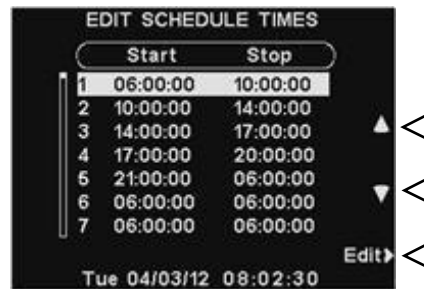 EDIT SCHEDULE TIMES
Start Stop
1 06:00:00 10:00:00
2 10:00:00 14:00:00
3 14:00:00 17:00:00
4 17:00:00 20:00:00
5 21:00:00 06:00:00
6 06:00:00 06:00:00
7 06:00:00 06:00:00
Edit
Tue 04/03/12 08:02:30